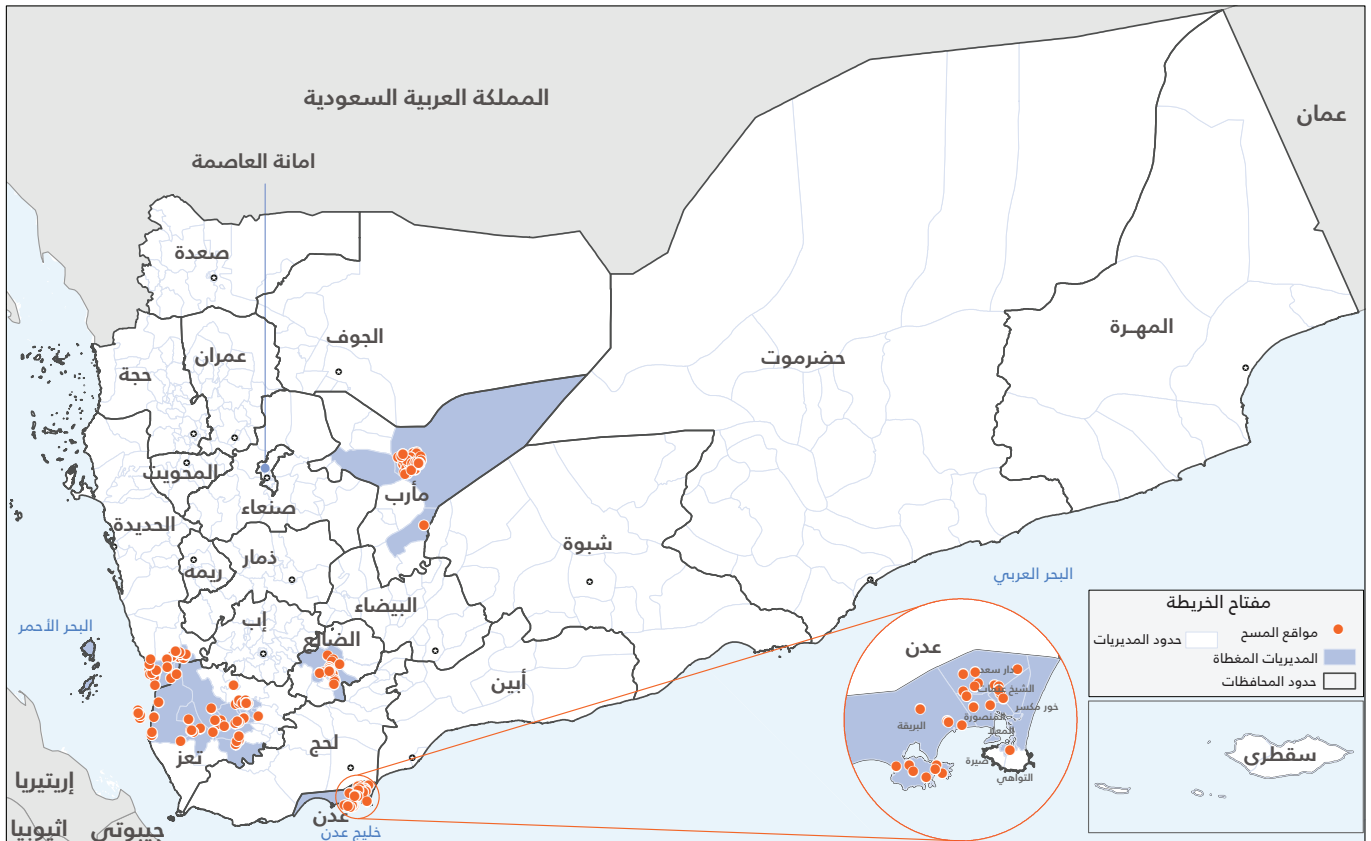 المملكة العربية السعودية
عمان
امانة العاصمة
صعدة
الجوف
المهـرة
عمران
حضرموت
حجة
المحويت
مأرب
صنعاء
الحديدة
شبوة
ذمار
ريمه
البحر العربي
البيضاء
إب
الضالع
البحر الأحمر
أبين
لحج
تعز
عدن
خليج عدن
إريتيريا
اثيوبيا
جيبوتي
عدن
دار سعد
الشيخ عثمان
خور مكسر
المنصورة
البريقة
المعلا
صيرة
التواهي
مفتاح الخريطة
مواقع المسح
حدود المديريات
المديريات المغطاة
حدود المحافظات
سقطرى